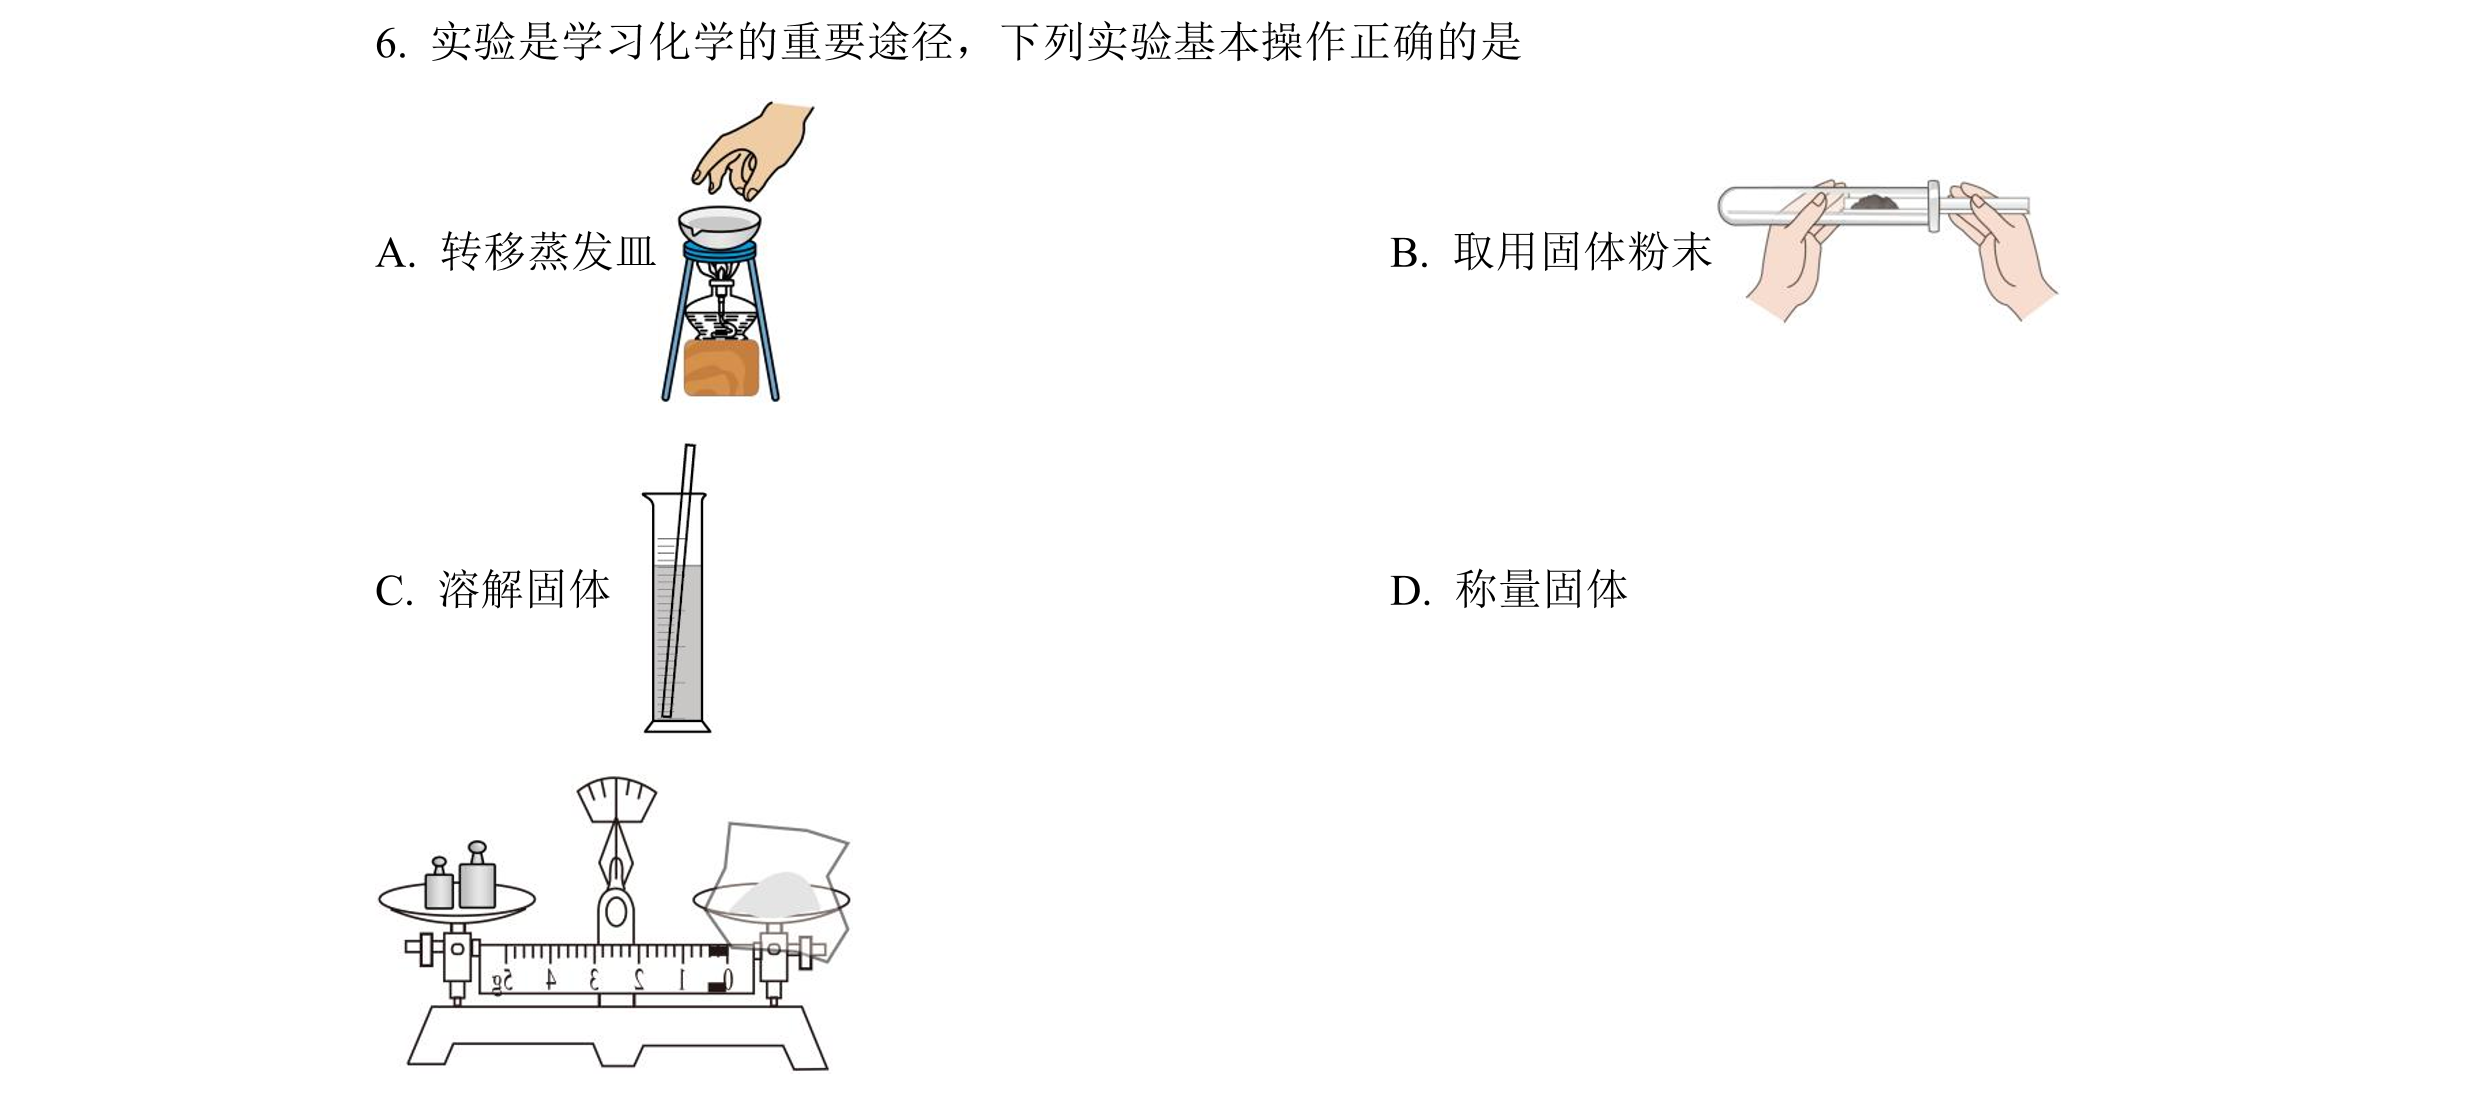 6. 实验是学习化学的重要途径，下列实验基本操作正确的是
A. 转移蒸发皿
B. 取用固体粉末
C. 溶解固体
D. 称量固体
5g 4 3 2 1 0